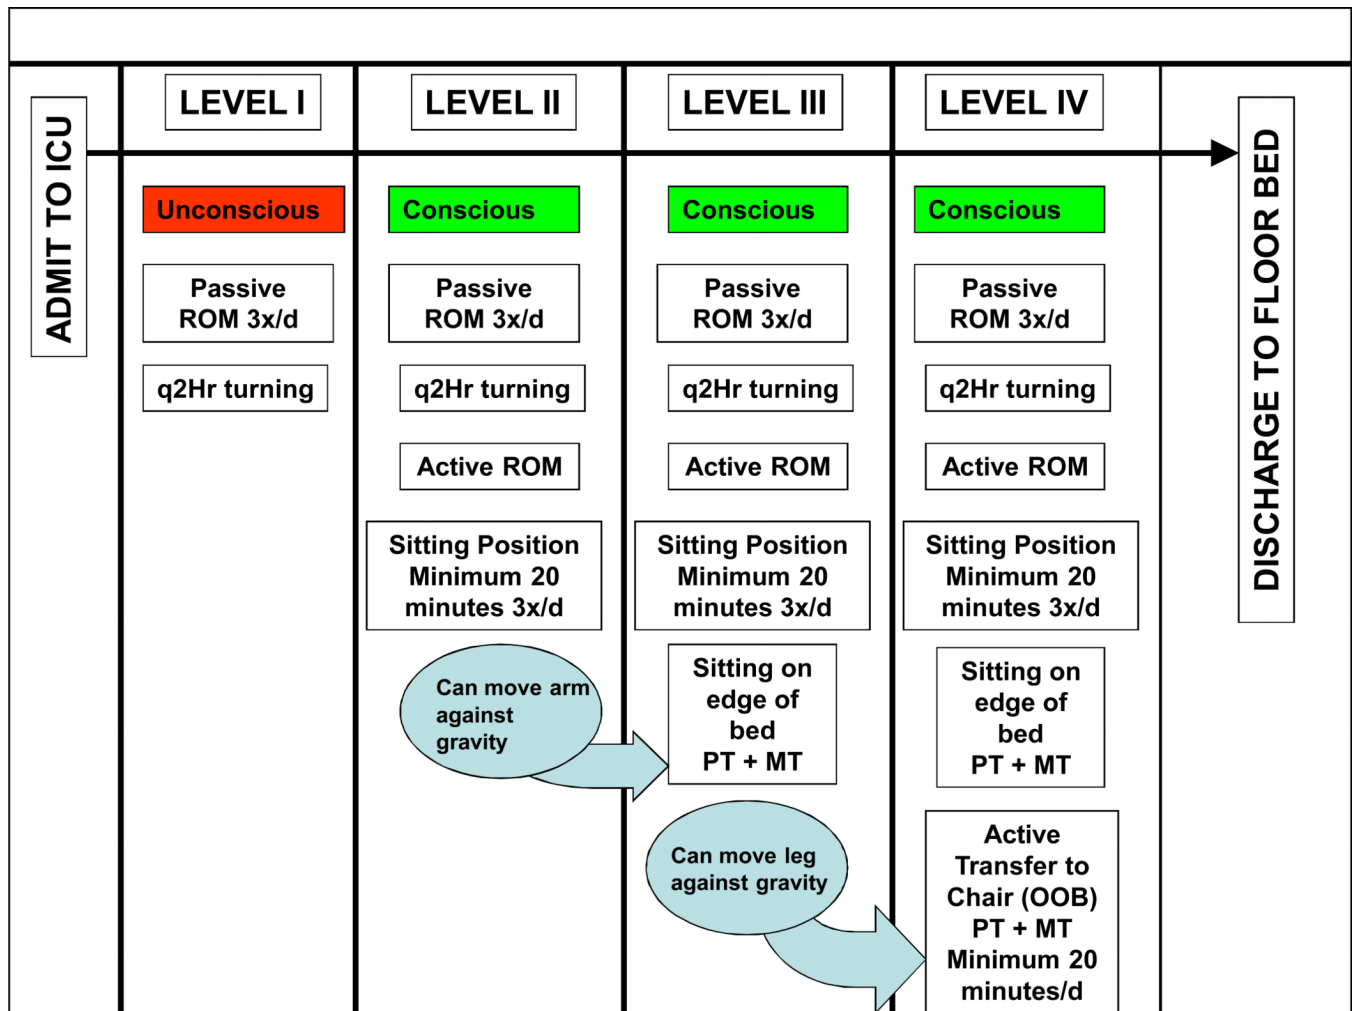 ADMIT TO ICU
LEVEL I
Unconscious
Passive
ROM 3x/d
q2Hr turning
LEVEL II
Conscious
Passive
ROM 3x/d
q2Hr turning
Active ROM
Sitting Position
Minimum 20
minutes 3x/d
Can move arm
against
gravity
LEVEL III
Conscious
Passive
ROM 3x/d
q2Hr turning
Active ROM
Sitting Position
Minimum 20
minutes 3x/d
Sitting on
edge of
bed
PT + MT
Can move leg
against gravity
LEVEL IV
Conscious
Passive
ROM 3x/d
q2Hr turning
Active ROM
Sitting Position
Minimum 20
minutes 3x/d
Sitting on
edge of
bed
PT + MT
Active
Transfer to
Chair (OOB)
PT + MT
Minimum 20
minutes/d
DISCHARGE TO FLOOR BED